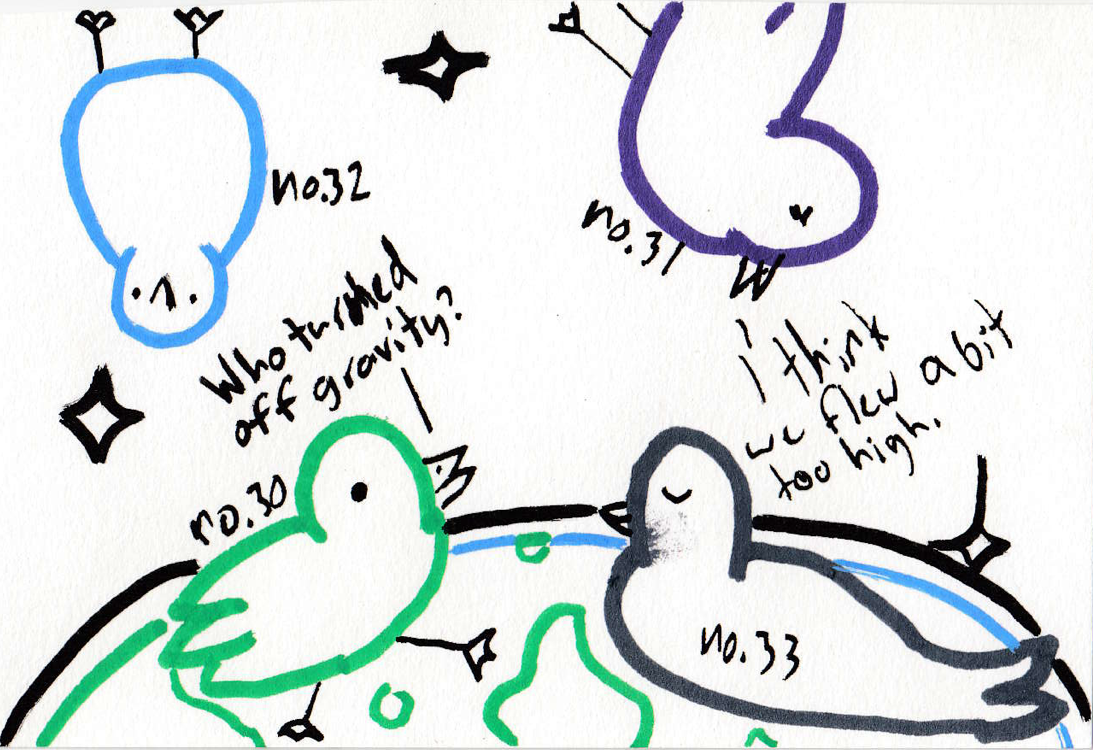 no.32
no.31
Who turned
off gravity?
I think
we flew a bit
too high.
no.30
no.33